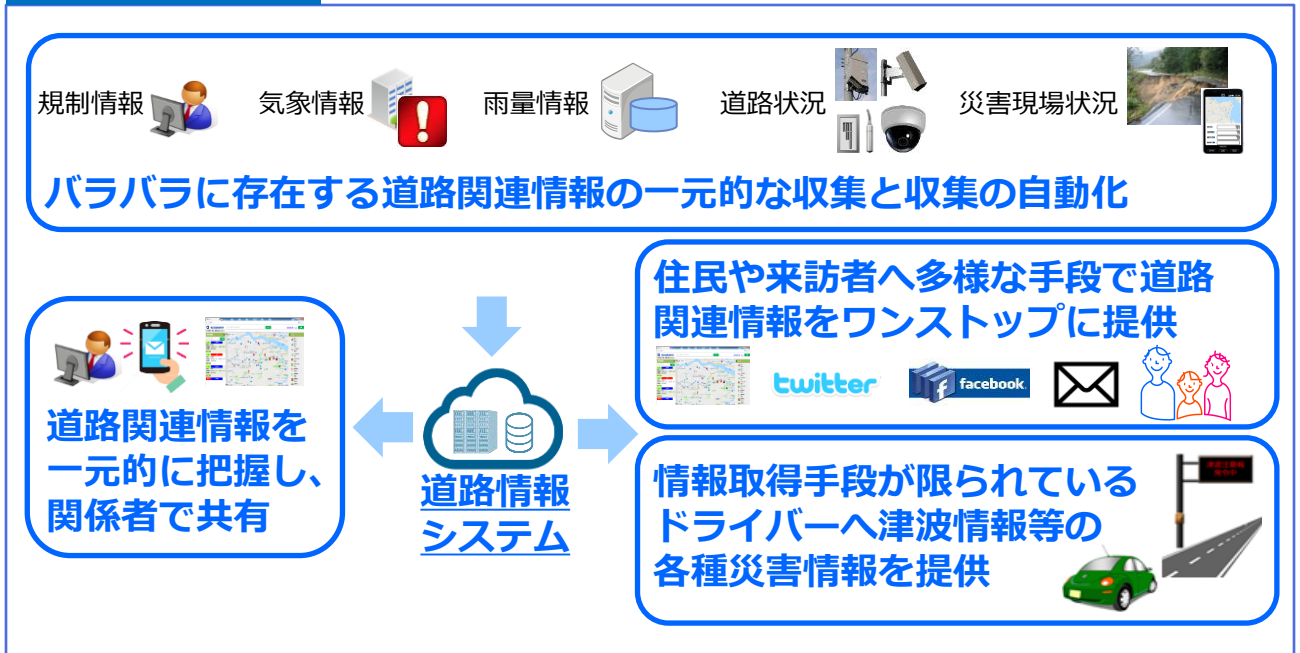 規制情報
気象情報
雨量情報
道路状況
災害現場状況
バラバラに存在する道路関連情報の一元的な収集と収集の自動化
住民や来訪者へ多様な手段で道路
関連情報をワンストップに提供
twitter
facebook.
道路関連情報を
一元的に把握し、
関係者で共有
道路情報
システム
情報取得手段が限られている
ドライバーへ津波情報等の
各種災害情報を提供